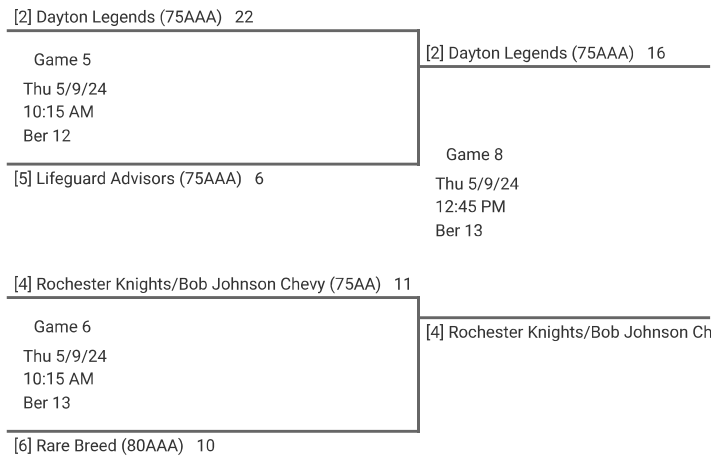 [2] Dayton Legends (75AAA) 22
Game 5
Thu 5/9/24
10:15 AM
Ber 12
[5] Lifeguard Advisors (75AAA) 6
[2] Dayton Legends (75AAA) 16
Game 8
Thu 5/9/24
12:45 PM
Ber 13
[4] Rochester Knights/Bob Johnson Chevy (75AA) 11
Game 6
Thu 5/9/24
10:15 AM
Ber 13
[6] Rare Breed (80AAA) 10
[4] Rochester Knights/Bob Johnson Ch